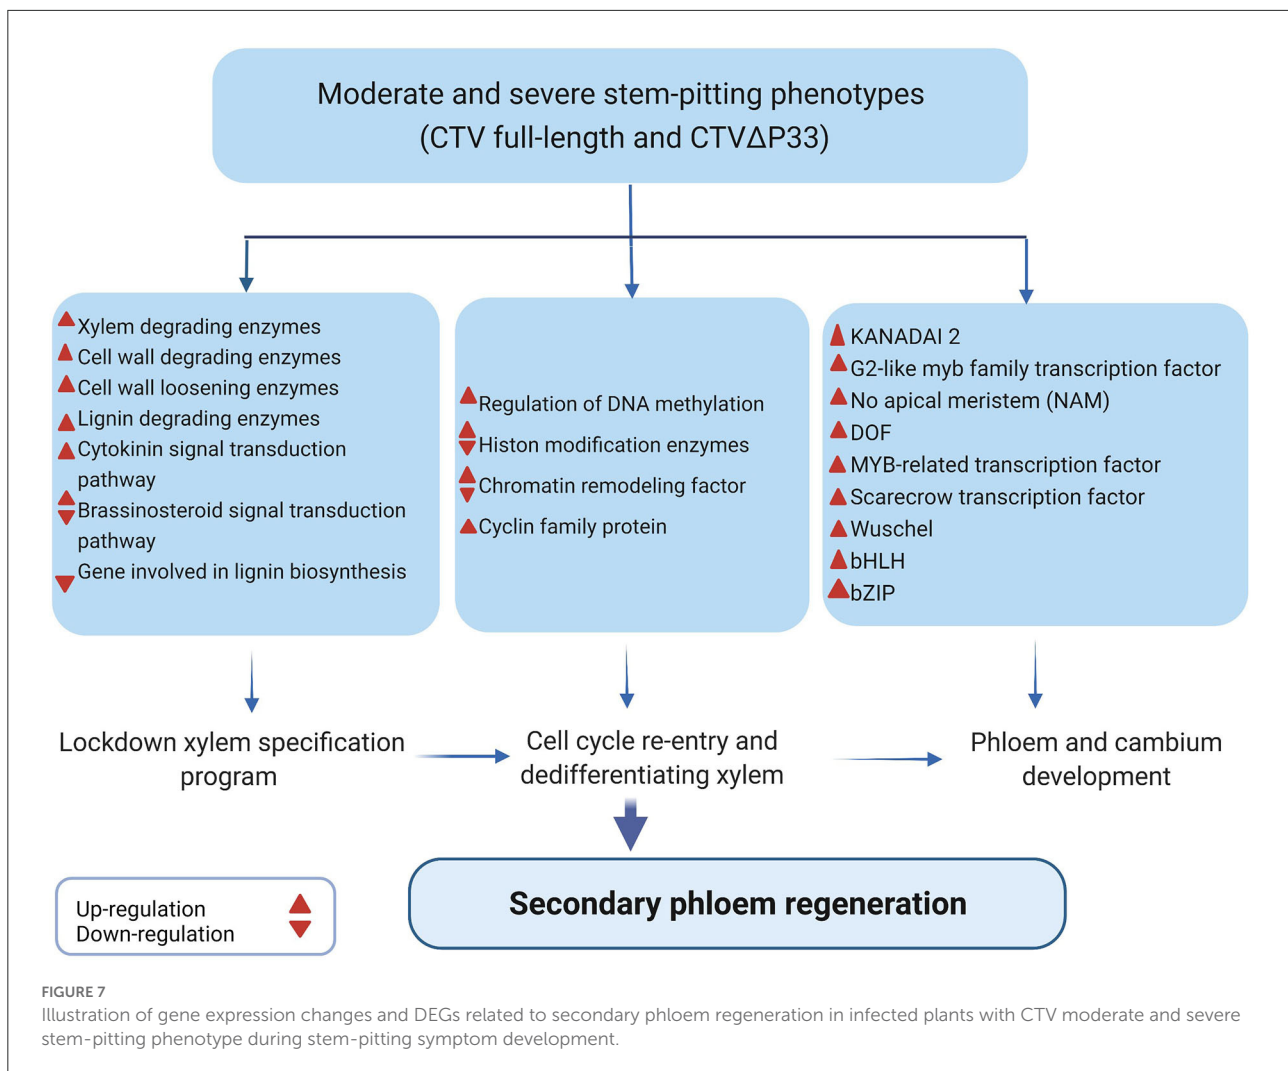 Moderate and severe stem-pitting phenotypes
(CTV full-length and CTVΔP33)
Xylem degrading enzymes
Cell wall degrading enzymes
Cell wall loosening enzymes
Lignin degrading enzymes
Cytokinin signal transduction
pathway
Brassinosteroid signal transduction
pathway
Gene involved in lignin biosynthesis
Regulation of DNA methylation
Histon modification enzymes
Chromatin remodeling factor
Cyclin family protein
KANADAI 2
G2-like myb family transcription factor
No apical meristem (NAM)
DOF
MYB-related transcription factor
Scarecrow transcription factor
Wuschel
bHLH
bZIP
Lockdown xylem specification
program
Cell cycle re-entry and
dedifferentiating xylem
Phloem and cambium
development
Secondary phloem regeneration
Up-regulation
Down-regulation
FIGURE 7
Illustration of gene expression changes and DEGs related to secondary phloem regeneration in infected plants with CTV moderate and severe
stem-pitting phenotype during stem-pitting symptom development.